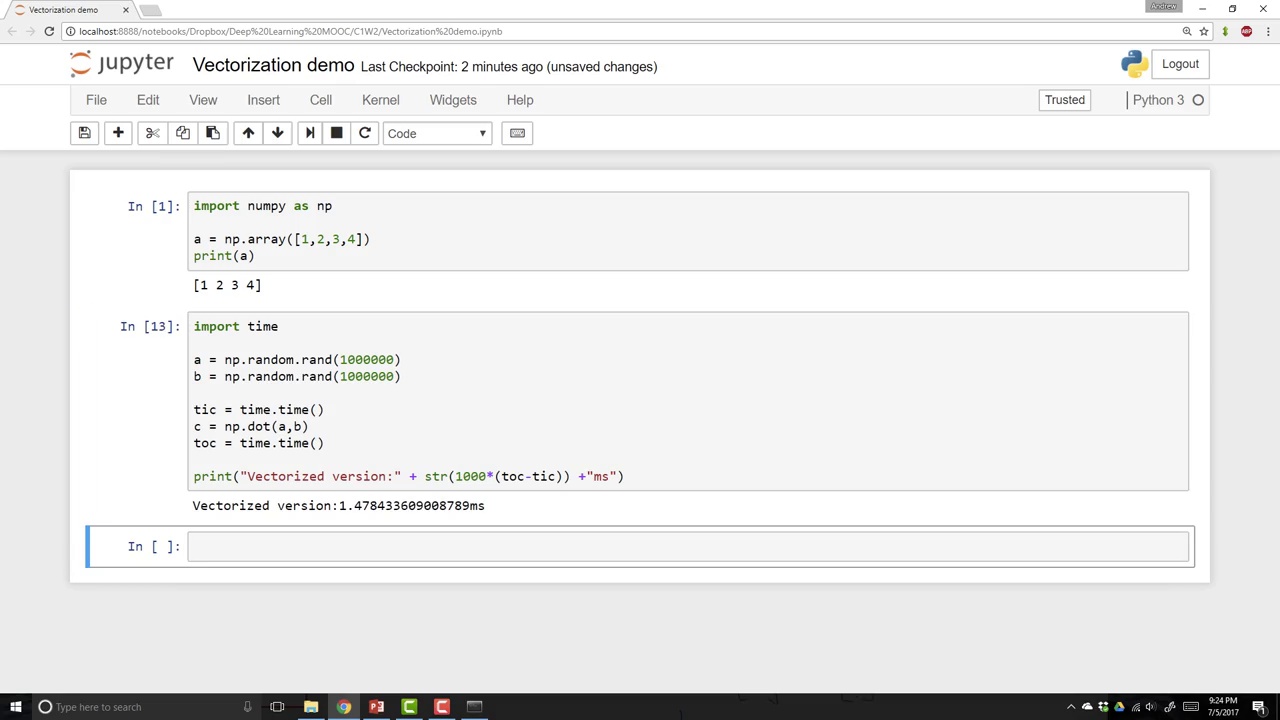 Vectorization demo
Andrew
localhost:8888/notebooks/Dropbox/Deep%20Learning%20MOOC/C1W2/Vectorization%20demo.ipynb
ABP
jupyter Vectorization demo Last Checkpoint: 2 minutes ago (unsaved changes)
Logout
File Edit View Insert Cell Kernel Widgets Help
Trusted Python 3
Code
In [1]:
import numpy as np
a = np.array([1,2,3,4])
print(a)
[1 2 3 4]
In [13]:
import time
a = np.random.rand(1000000)
b = np.random.rand(1000000)
tic = time.time()
c = np.dot(a,b)
toc = time.time()
print("Vectorized version:" + str(1000*(toc-tic)) +"ms")
Vectorized version:1.478433609008789ms
In [ ]:
Type here to search
9:24 PM
7/5/2017